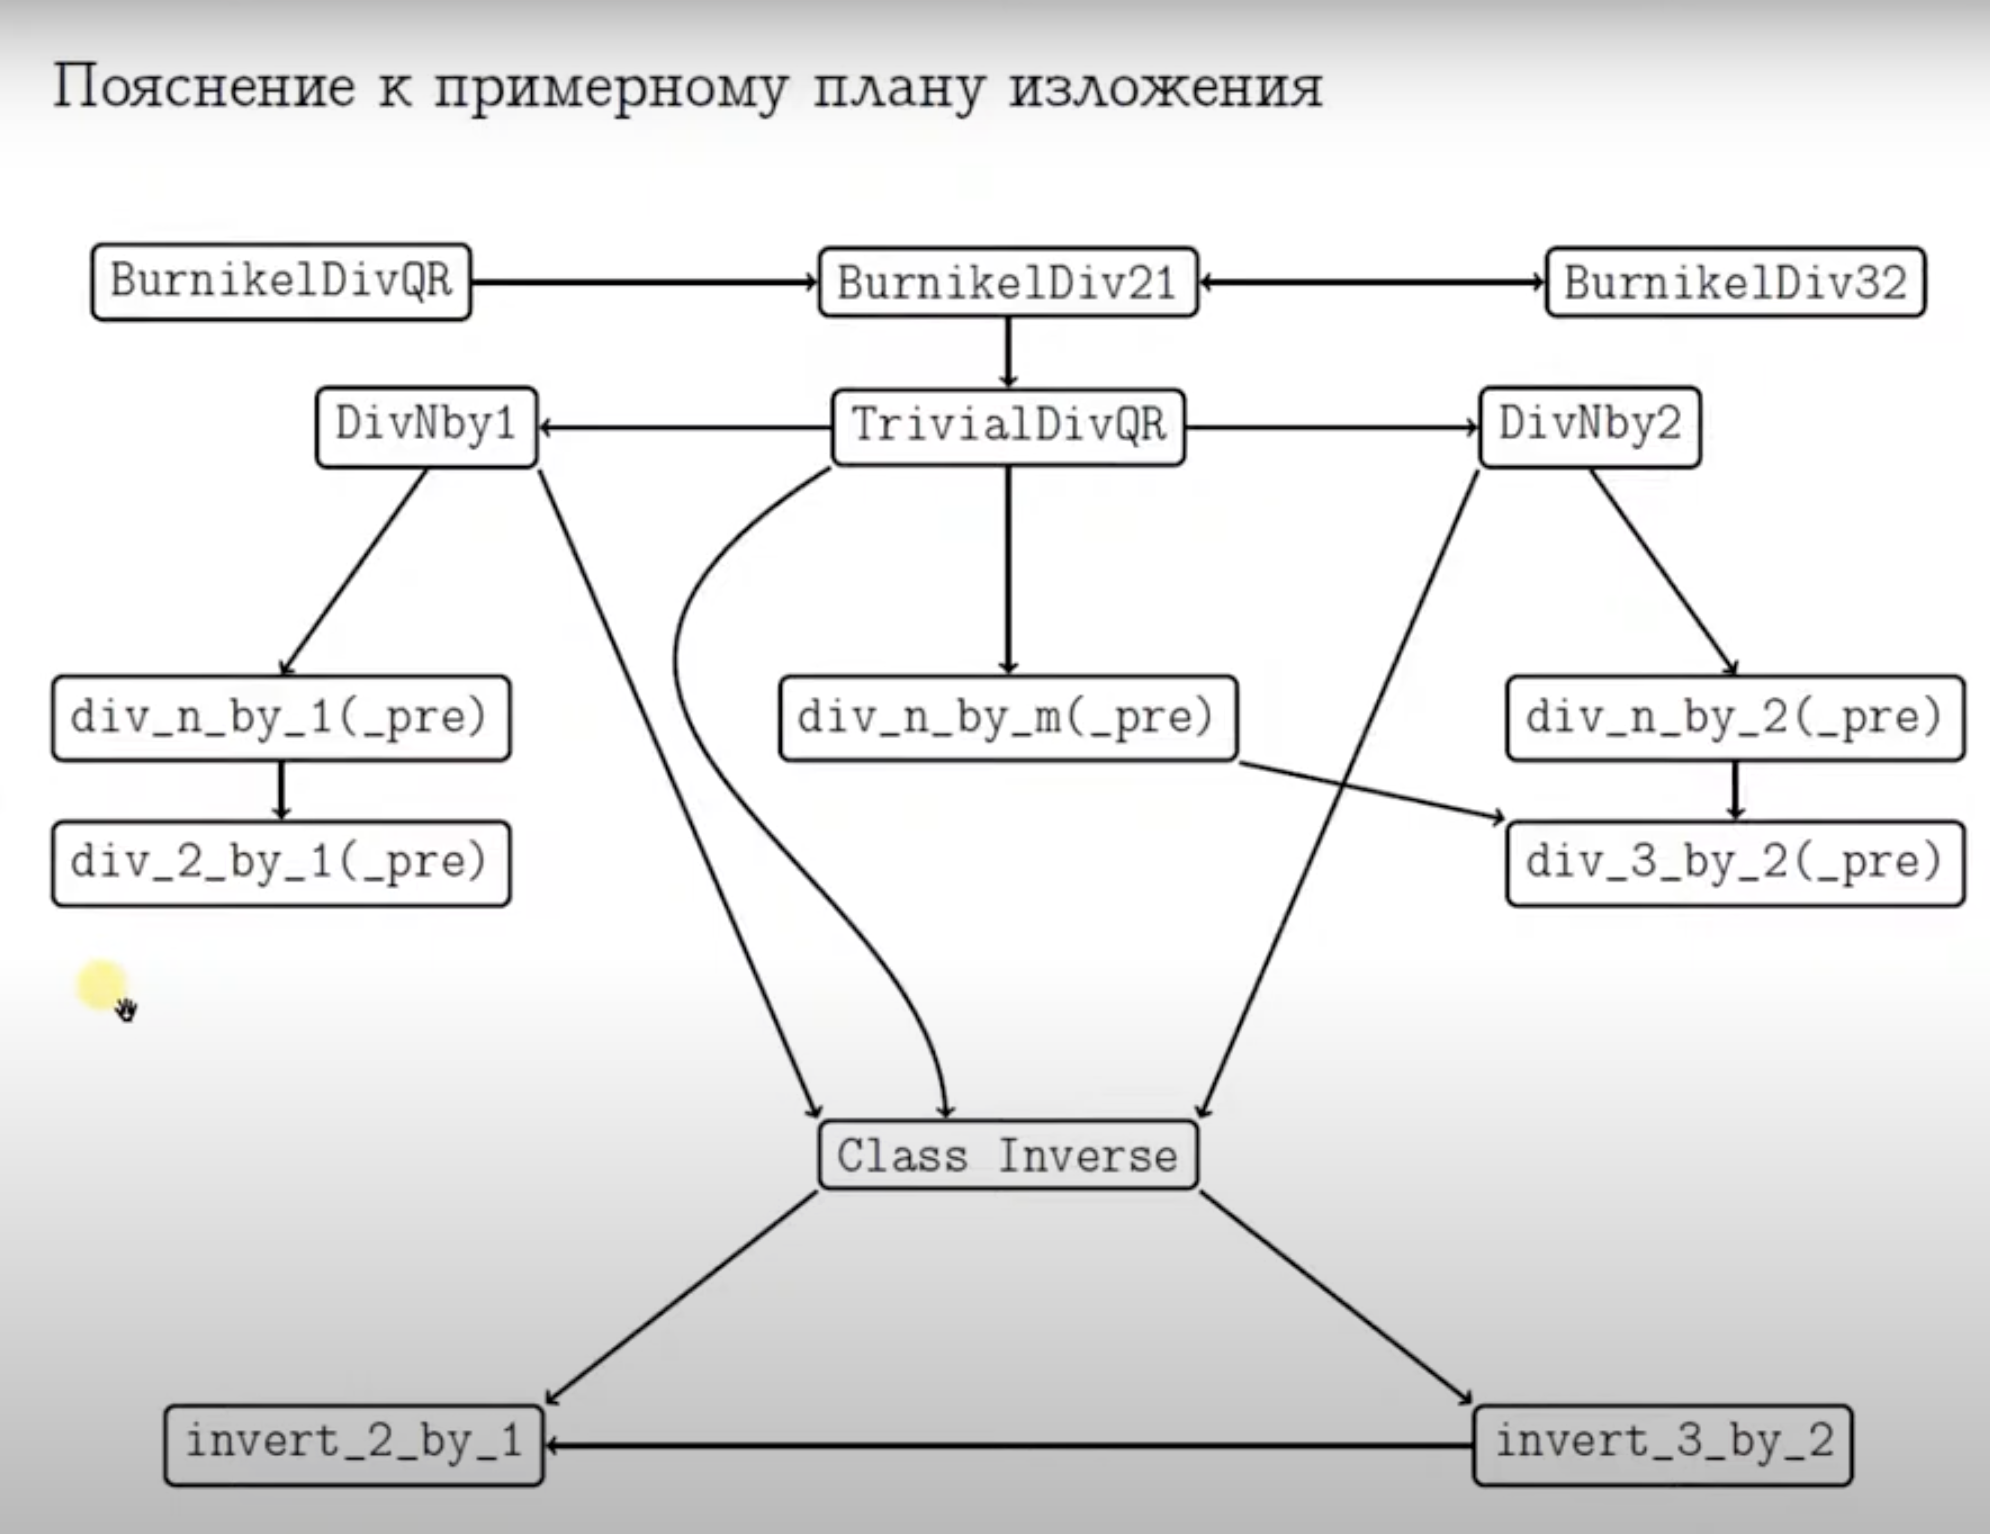 Пояснение к примерному плану изложения
BurnikelDivQR
BurnikelDiv21
BurnikelDiv32
DivNby1
TrivialDivQR
DivNby2
div_n_by_1(_pre)
div_n_by_m(_pre)
div_n_by_2(_pre)
div_2_by_1(_pre)
div_3_by_2(_pre)
Class Inverse
invert_2_by_1
invert_3_by_2